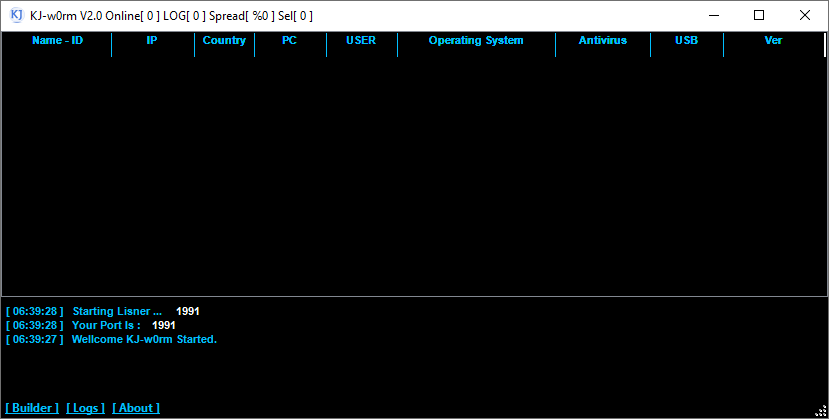 KJ KJ-w0rm V2.0 Online[ 0 ] LOG[ 0 ] Spread[ %0 ] Sel[ 0 ]
Name - ID IP Country PC USER Operating System Antivirus USB Ver
[ 06:39:28 ] Starting Lisner ... 1991
[ 06:39:28 ] Your Port Is : 1991
[ 06:39:27 ] Wellcome KJ-w0rm Started.
[ Builder ] [ Logs ] [ About ]